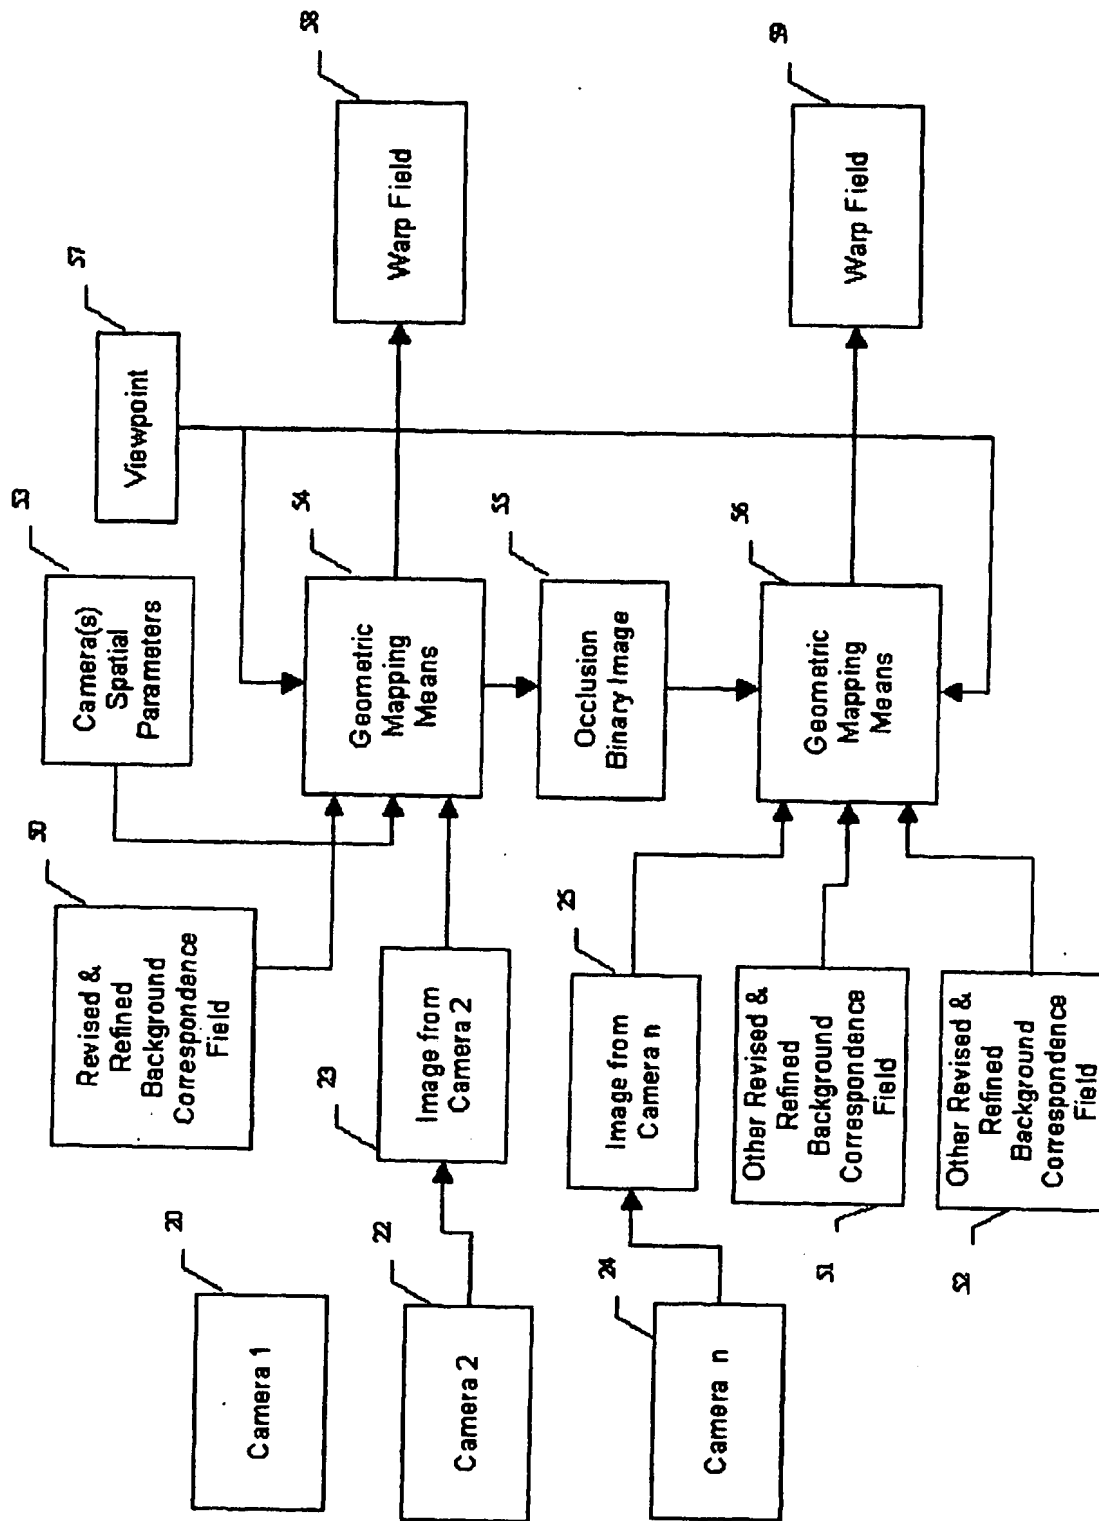 Camera 1
20
Camera 2
22
Camera n
24
Revised &
Refined
Background
Correspondence
Field
50
Image from
Camera 2
23
Image from
Camera n
25
Other Revised &
Refined
Background
Correspondence
Field
51
Other Revised &
Refined
Background
Correspondence
Field
52
Camera(s)
Spatial
Parameters
53
Geometric
Mapping
Means
54
Occlusion
Binary Image
55
Geometric
Mapping
Means
56
Viewpoint
57
Warp Field
58
Warp Field
59